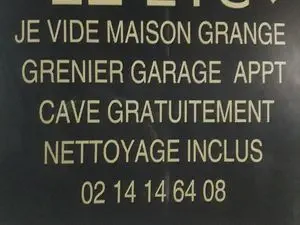 JE VIDE MAISON GRANGE
GRENIER GARAGE APPT
CAVE GRATUITEMENT
NETTOYAGE INCLUS
02 14 14 64 08